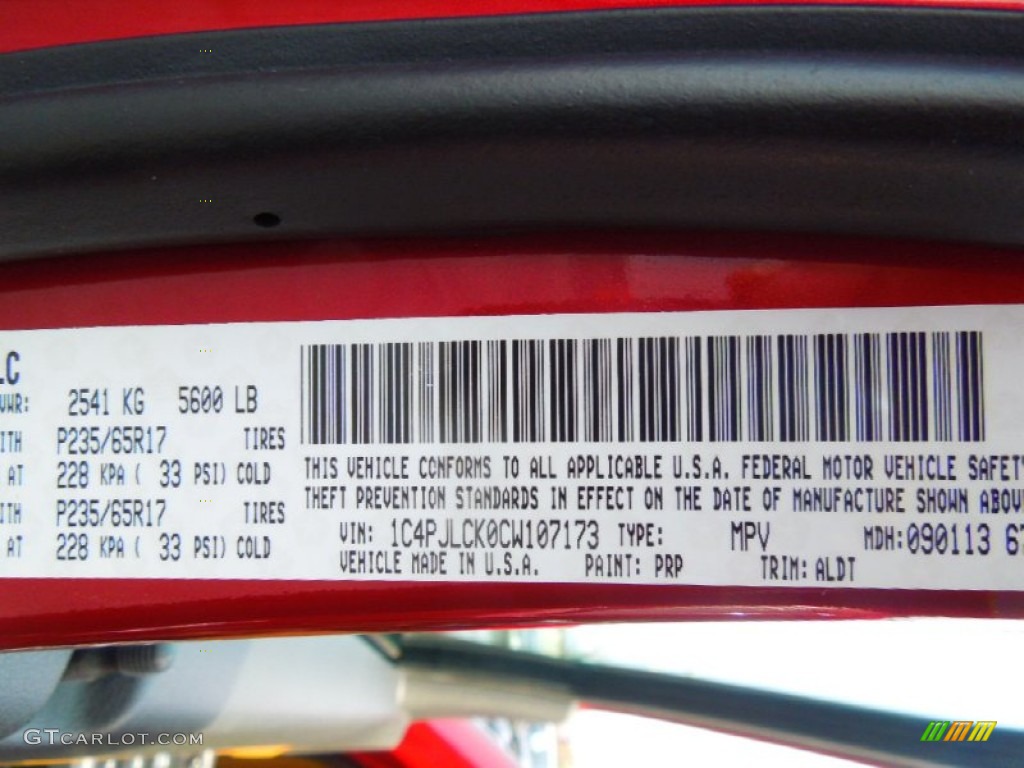 LC
VWR: 2541 KG 5600 LB
ITH P235/65R17 TIRES
AT 228 KPA ( 33 PSI) COLD
ITH P235/65R17 TIRES
AT 228 KPA ( 33 PSI) COLD
THIS VEHICLE CONFORMS TO ALL APPLICABLE U.S.A. FEDERAL MOTOR VEHICLE SAFETY
THEFT PREVENTION STANDARDS IN EFFECT ON THE DATE OF MANUFACTURE SHOWN ABOV
VIN: 1C4PJLCK0CW107173 TYPE: MPV MDH: 090113 67
VEHICLE MADE IN U.S.A. PAINT: PRP TRIM: ALDT
GTCARLOT.COM